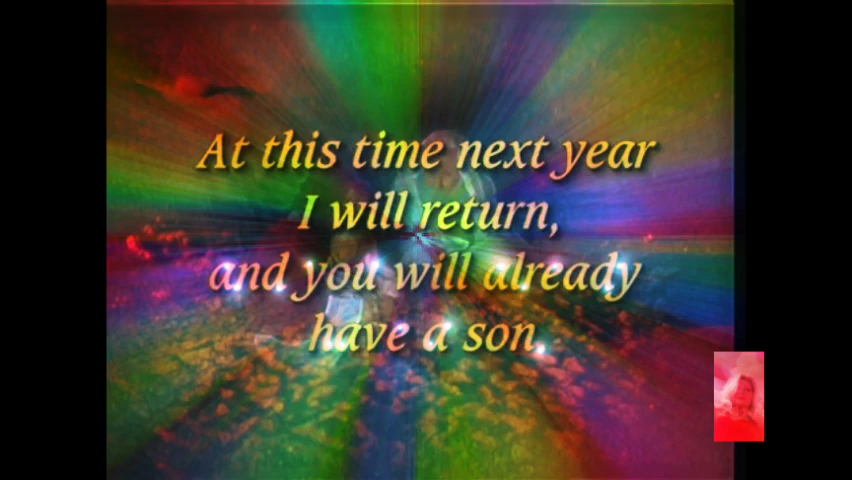 At this time next year
I will return,
and you will already
have a son.